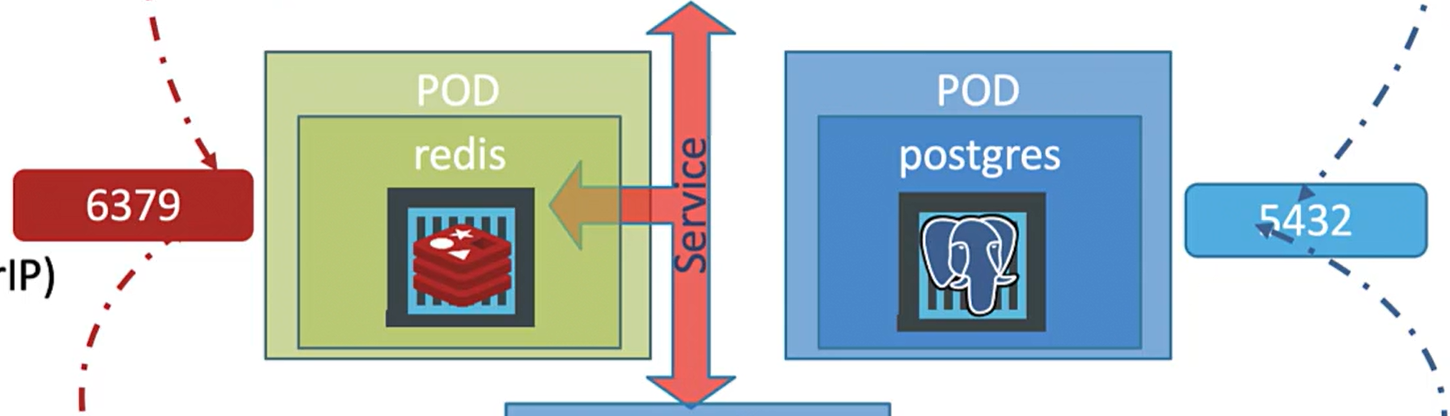 POD
redis
6379
rIP)
Service
POD
postgres
5432